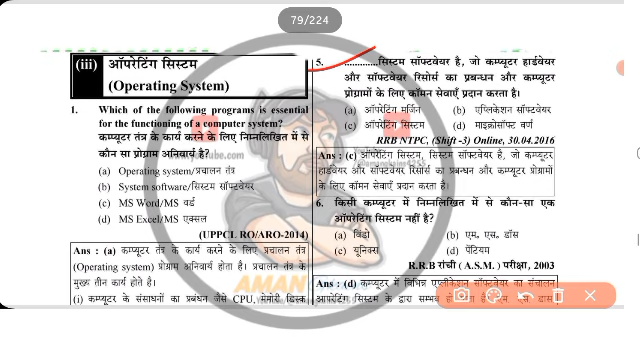 79/224
(iii) ऑपरेटिंग सिस्टम
(Operating System)
1. Which of the following programs is essential
for the functioning of a computer system?
कम्प्यूटर तंत्र के कार्य करने के लिए निम्नलिखित में से
कौन सा प्रोग्राम अनिवार्य है?
(a) Operating system/प्रचालन तंत्र
(b) System software/सिस्टम सॉफ्टवेयर
(c) MS Word/MS वर्ड
(d) MS Excel/MS एक्सल
(UPPCL RO/ARO-2014)
Ans : (a) कम्प्यूटर तंत्र के कार्य करने के लिए प्रचालन तंत्र
(Operating system) प्रोग्राम अनिवार्य होता है। प्रचालन तंत्र के
मुख्य तीन कार्य होते है।
(i) कम्प्यूटर के संसाधनों का प्रबंधन जैसे CPU, मेमोरी डिस्क
5. .............सिस्टम सॉफ्टवेयर है, जो कम्प्यूटर हार्डवेयर
और सॉफ्टवेयर रिसोर्स का प्रबन्धन और कम्प्यूटर
प्रोग्रामों के लिए कॉमन सेवाएँ प्रदान करता है।
(a) ऑपरेटिंग मर्जिन (b) एप्लिकेशन सॉफ्टवेयर
(c) ऑपरेटिंग सिस्टम (d) माइक्रोसॉफ्ट वर्ण
RRB NTPC, (Shift -3) Online, 30.04.2016
Ans : (c) ऑपरेटिंग सिस्टम, सिस्टम सॉफ्टवेयर है, जो कम्प्यूटर
हार्डवेयर और सॉफ्टवेयर रिसोर्स का प्रबन्धन और कम्प्यूटर प्रोग्रामों
के लिए कॉमन सेवाएँ प्रदान करता है।
6. किसी कम्प्यूटर में निम्नलिखित में से कौन-सा एक
ऑपरेटिंग सिस्टम नहीं है?
(a) विंडो (b) एम. एस. डॉस
(c) यूनिक्स (d) पेंटियम
R.R.B रांची (A.S.M.) परीक्षा, 2003
Ans : (d) कम्प्यूटर में विभिन्न एप्लीकेशन सॉफ्टवेयर का संचालन
आपरेटिंग सिस्टम के द्वारा सम्भव
AMAN